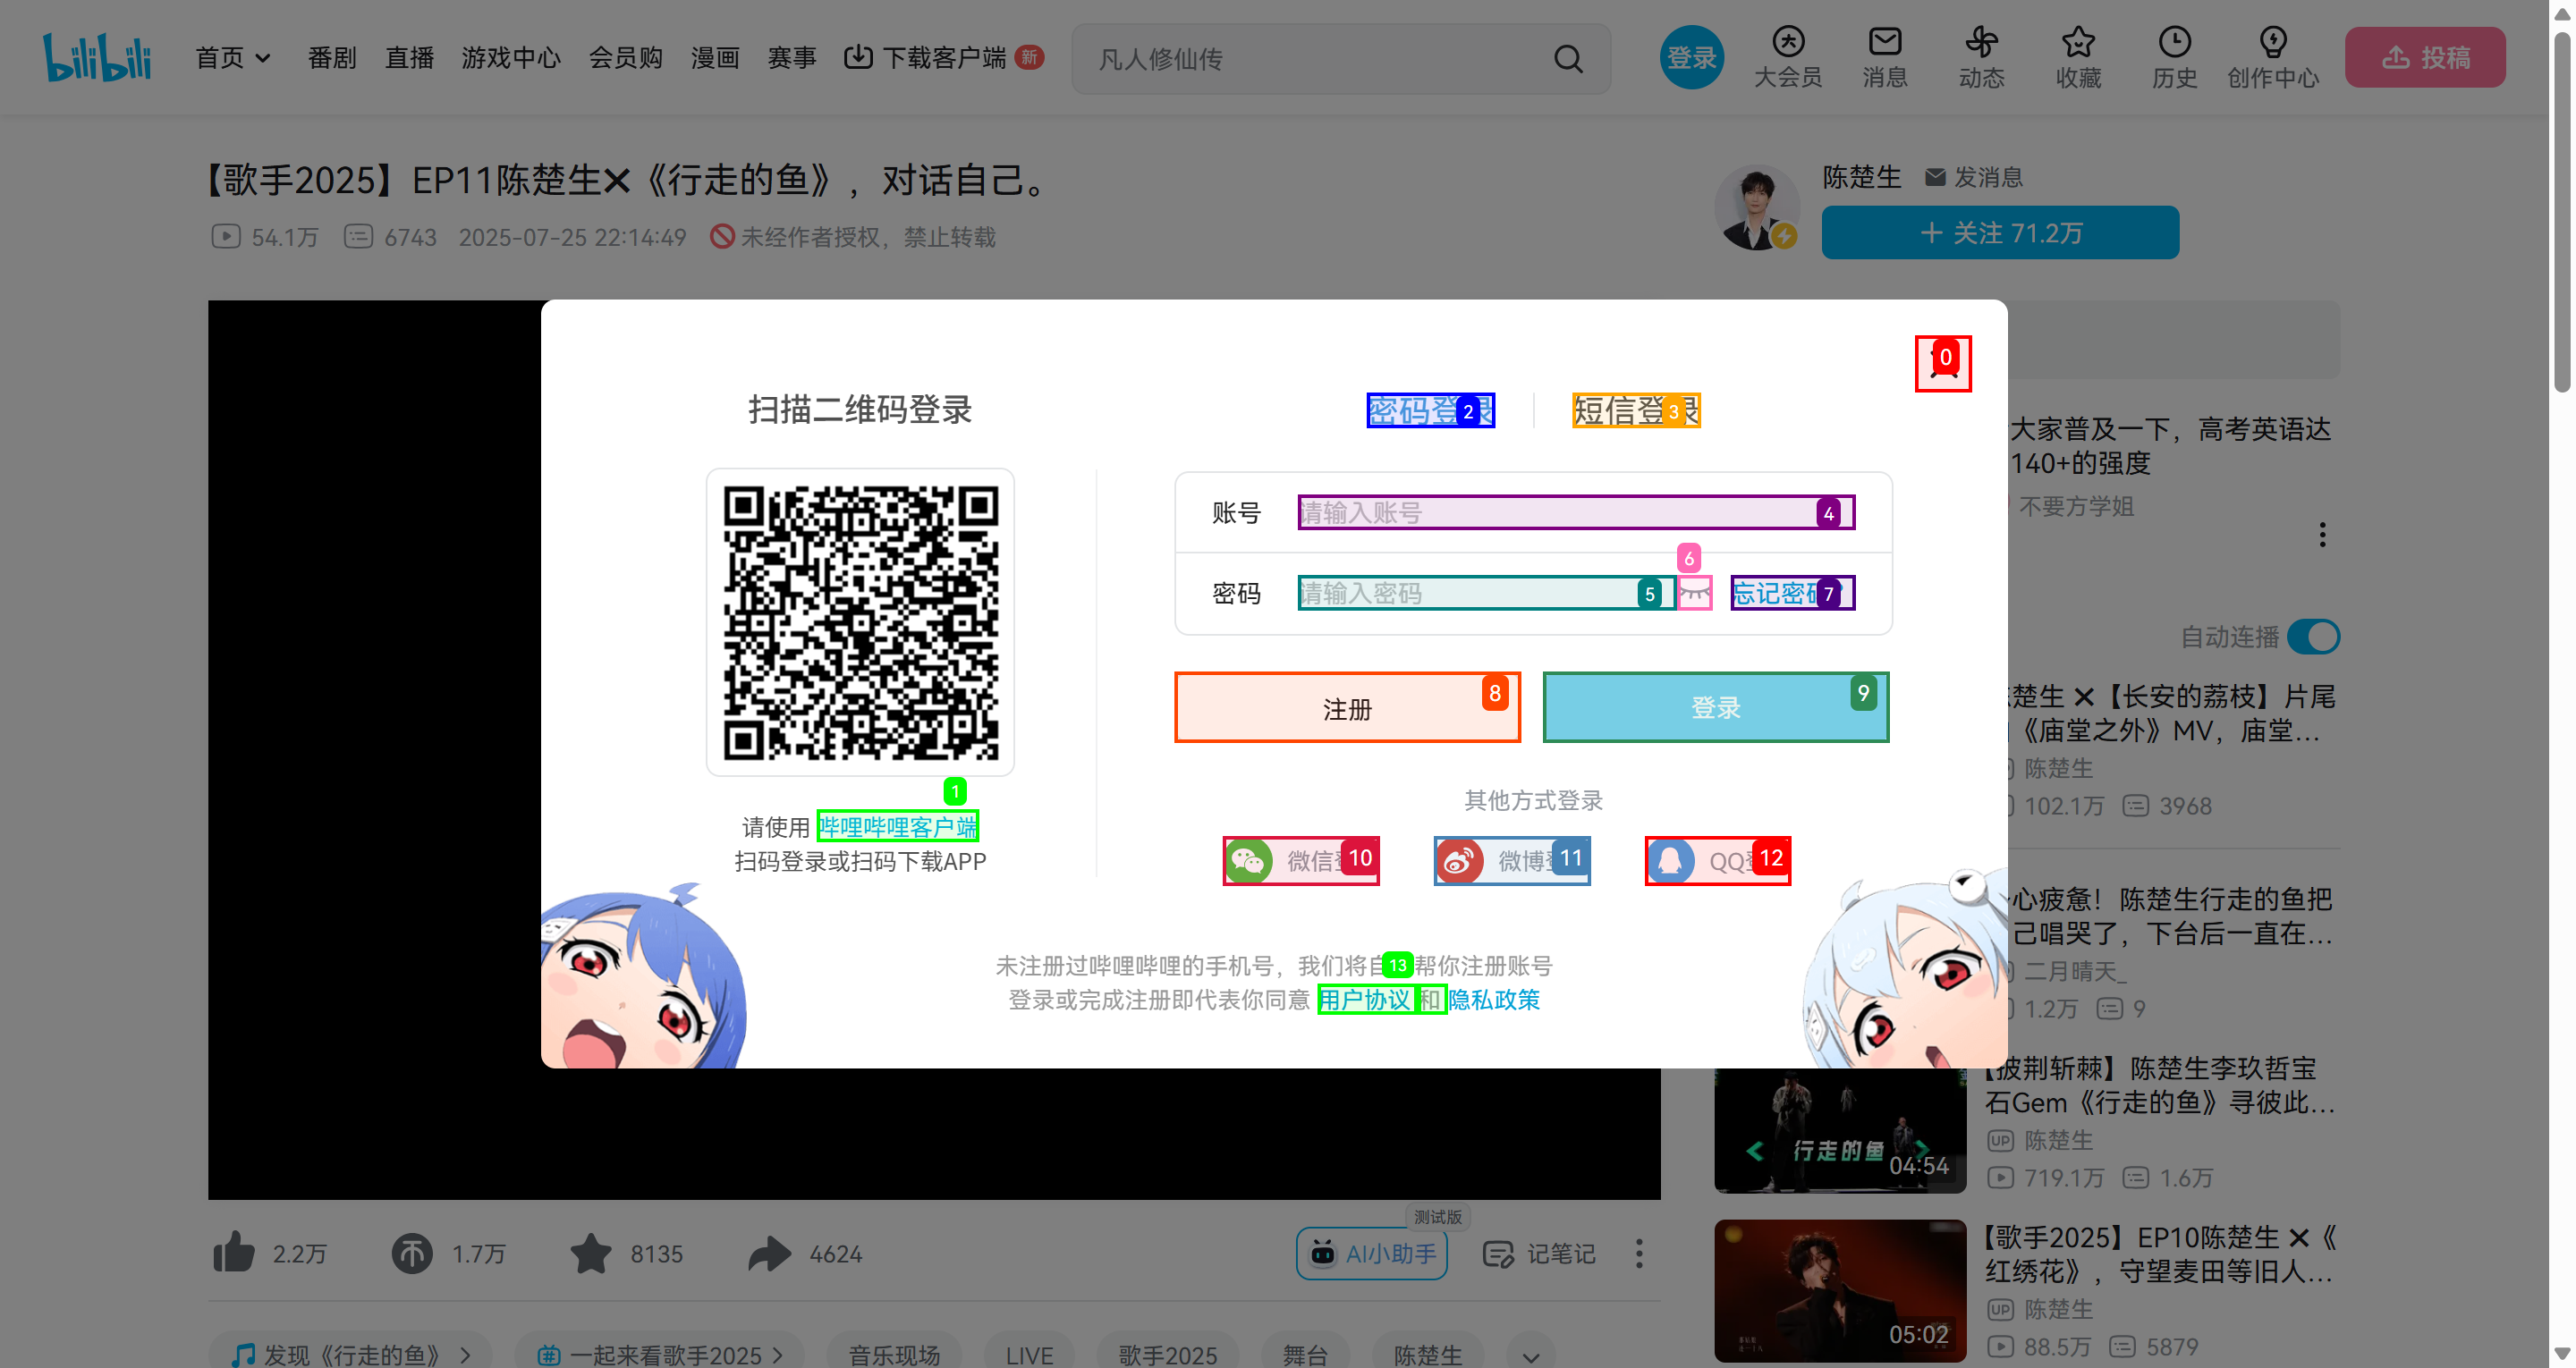 bilibili
首页
番剧
直播
游戏中心
会员购
漫画
赛事
下载客户端
新
凡人修仙传
登录
大会员
消息
动态
收藏
历史
创作中心
投稿
【歌手2025】EP11陈楚生✖《行走的鱼》，对话自己。
54.1万 6743 2025-07-25 22:14:49 未经作者授权，禁止转载
陈楚生 发消息
+ 关注 71.2万
0
扫描二维码登录
请使用 哔哩哔哩客户端
1
扫码登录或扫码下载APP
密码登录
2
短信登录
3
账号 请输入账号
4
密码 请输入密码
5
6
忘记密码
7
注册
8
登录
9
其他方式登录
微信
10
微博
11
QQ
12
未注册过哔哩哔哩的手机号，我们将自
13
帮你注册账号
登录或完成注册即代表你同意 用户协议 和 隐私政策
大家普及一下，高考英语达
140+的强度
不要方学姐
自动连播
楚生 ✖【长安的荔枝】片尾
《庙堂之外》MV，庙堂...
陈楚生
102.1万 3968
心疲惫！陈楚生行走的鱼把
己唱哭了，下台后一直在...
二月晴天_
1.2万 9
【披荆斩棘】陈楚生李玖哲宝
石Gem《行走的鱼》寻彼此...
UP 陈楚生
719.1万 1.6万
行走的鱼
04:54
【歌手2025】EP10陈楚生 ✖《
红绣花》，守望麦田等旧人...
UP 陈楚生
88.5万 5879
05:02
2.2万
1.7万
8135
4624
测试版
AI小助手
记笔记
发现《行走的鱼》
一起来看歌手2025
音乐现场
LIVE
歌手2025
舞台
陈楚生